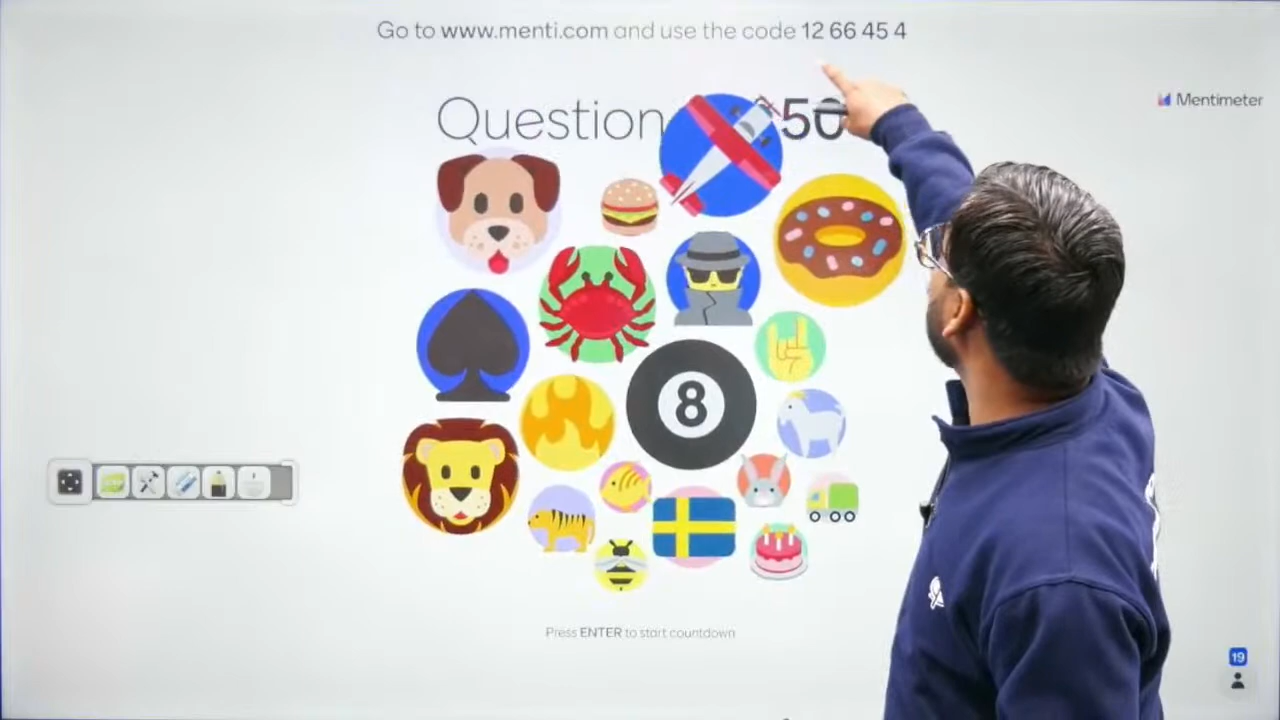 Go to www.menti.com and use the code 12 66 45 4
Mentimeter
Question 50
8
Press ENTER to start countdown
19